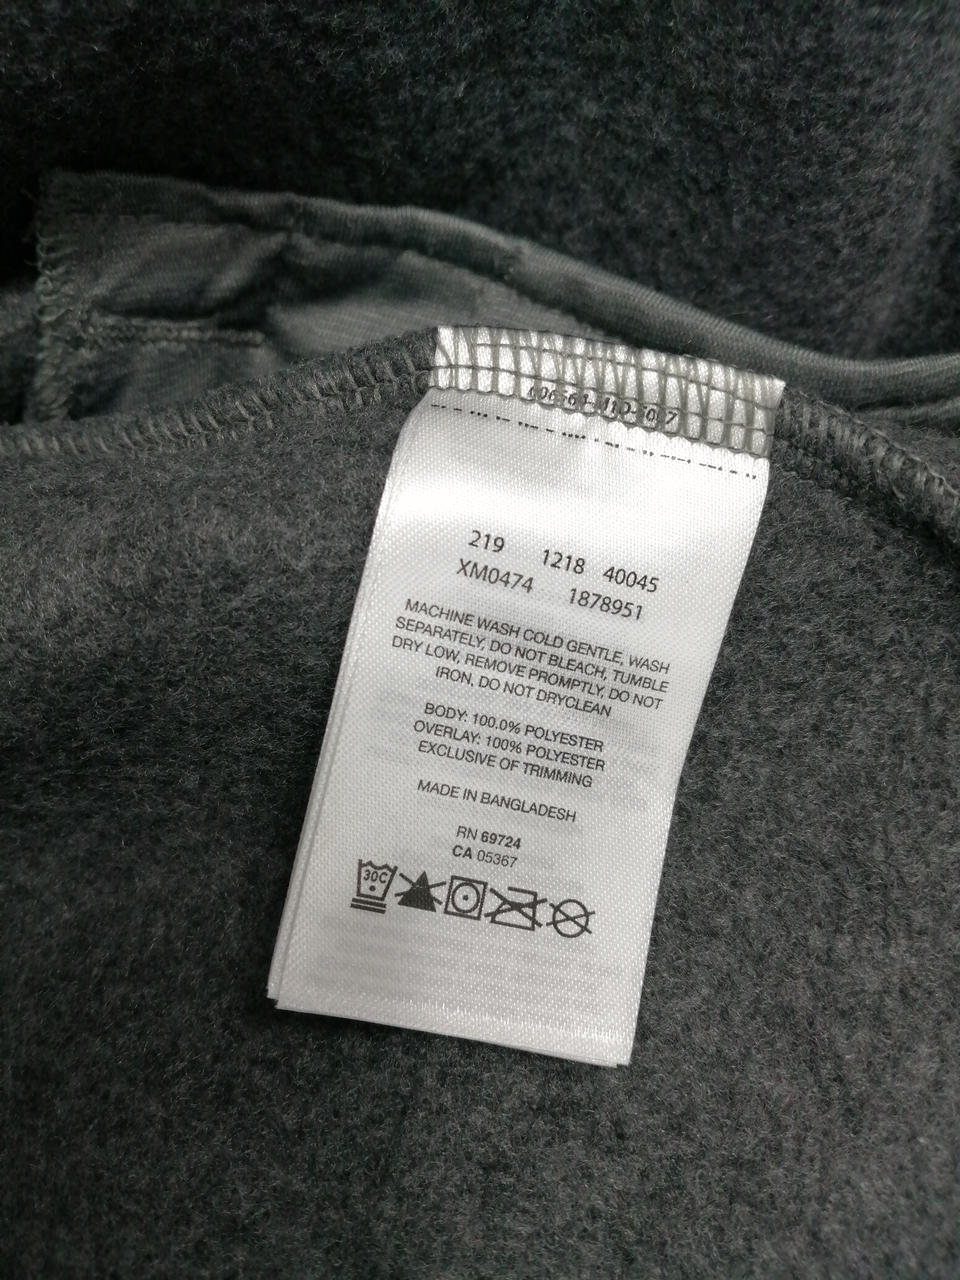 219 1218 40045
XM0474 1878951
MACHINE WASH COLD GENTLE, WASH
SEPARATELY, DO NOT BLEACH, TUMBLE
DRY LOW, REMOVE PROMPTLY, DO NOT
IRON, DO NOT DRYCLEAN
BODY: 100.0% POLYESTER
OVERLAY: 100% POLYESTER
EXCLUSIVE OF TRIMMING
MADE IN BANGLADESH
RN 69724
CA 05367
30C